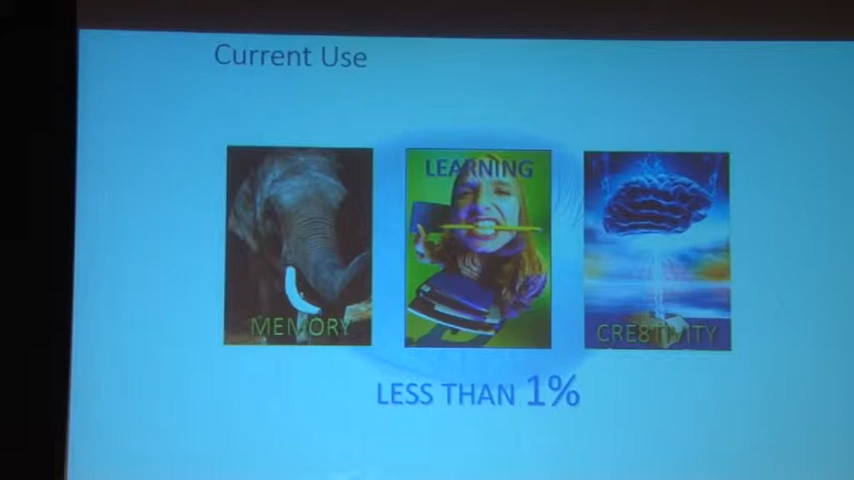 Current Use
LEARNING
MEMORY
CRE8TIVITY
LESS THAN 1%